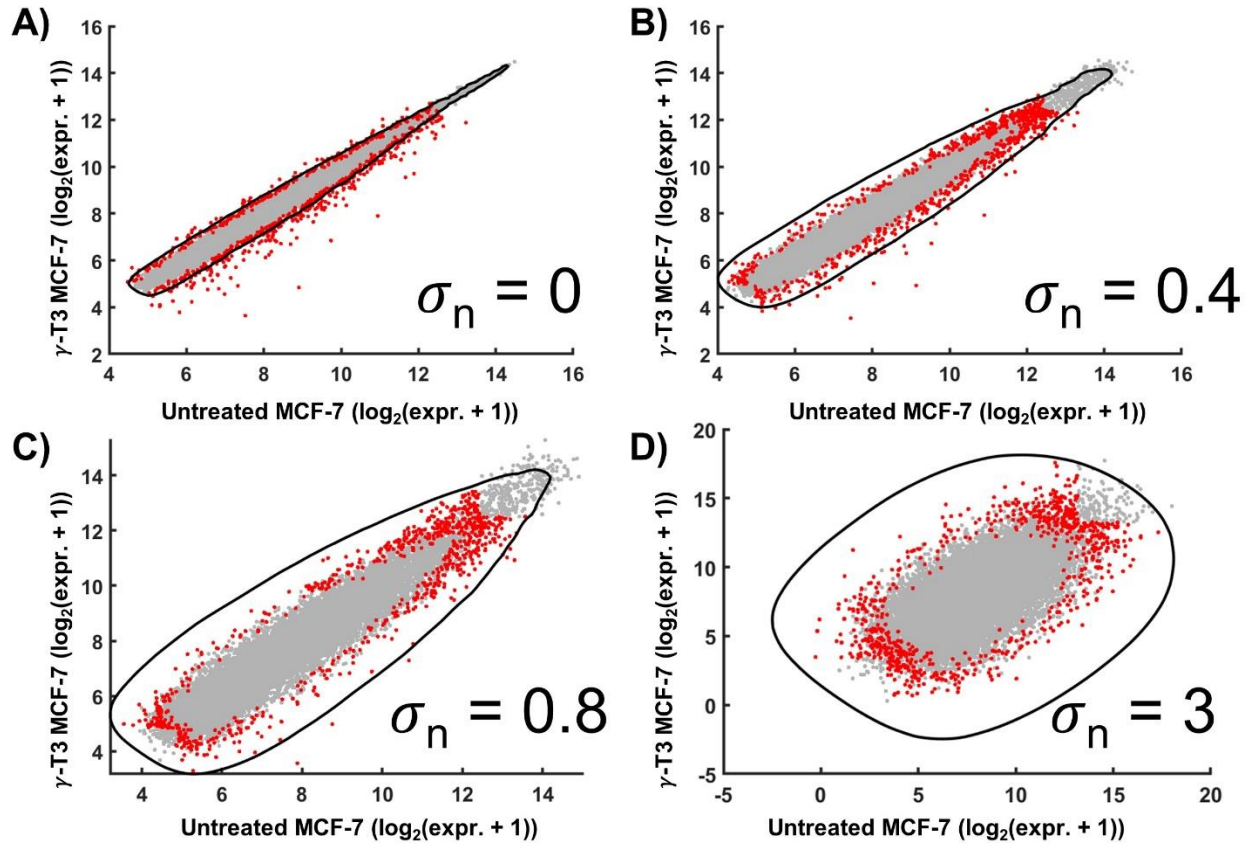 A)
γ-T3 MCF-7 (log₂(expr. + 1))
16
14
12
10
8
6
4
2
4 6 8 10 12 14 16
Untreated MCF-7 (log₂(expr. + 1))
σₙ = 0
B)
γ-T3 MCF-7 (log₂(expr. + 1))
16
14
12
10
8
6
4
2
4 6 8 10 12 14 16
Untreated MCF-7 (log₂(expr. + 1))
σₙ = 0.4
C)
γ-T3 MCF-7 (log₂(expr. + 1))
14
12
10
8
6
4
4 6 8 10 12 14
Untreated MCF-7 (log₂(expr. + 1))
σₙ = 0.8
D)
γ-T3 MCF-7 (log₂(expr. + 1))
20
15
10
5
0
-5
-5 0 5 10 15 20
Untreated MCF-7 (log₂(expr. + 1))
σₙ = 3